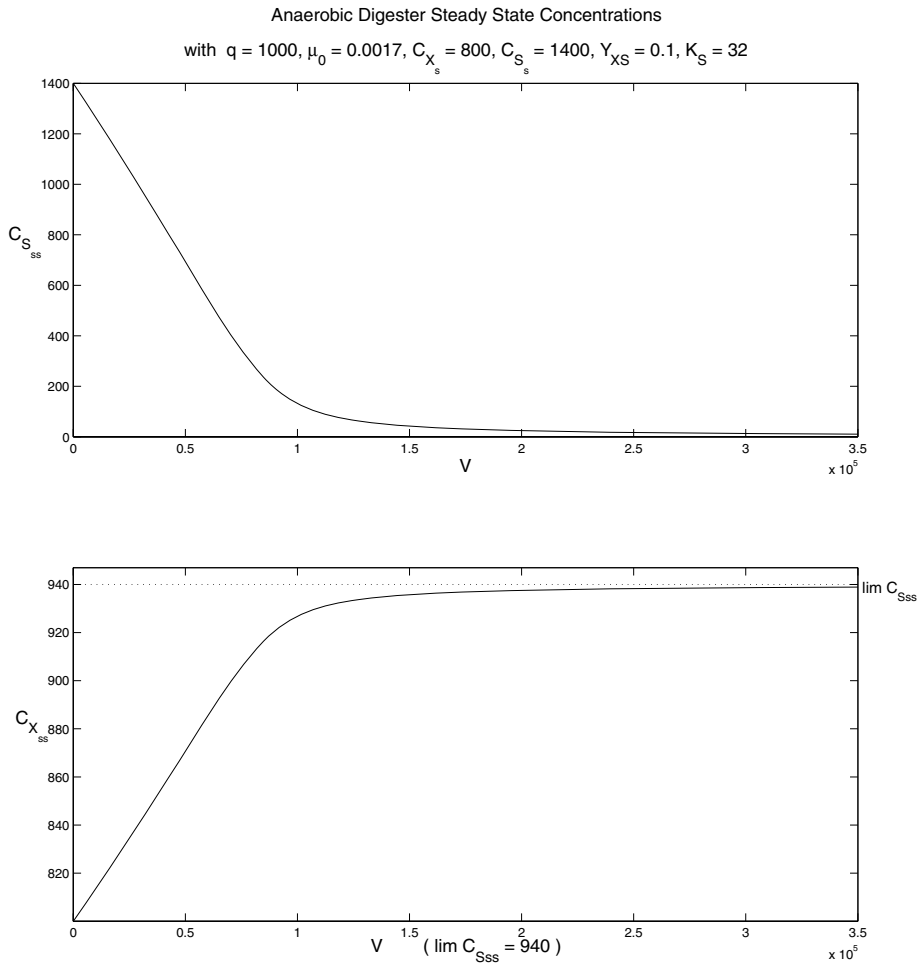 Anaerobic Digester Steady State Concentrations
with q = 1000, μ0 = 0.0017, CXs = 800, CSs = 1400, YXS = 0.1, KS = 32
1400
1200
1000
800
600
400
200
0
CSss
0 0.5 1 1.5 2 2.5 3 3.5
V
x 10^5
940
920
900
880
860
840
820
CXss
lim CSss
0 0.5 1 1.5 2 2.5 3 3.5
V ( lim CSss = 940 )
x 10^5